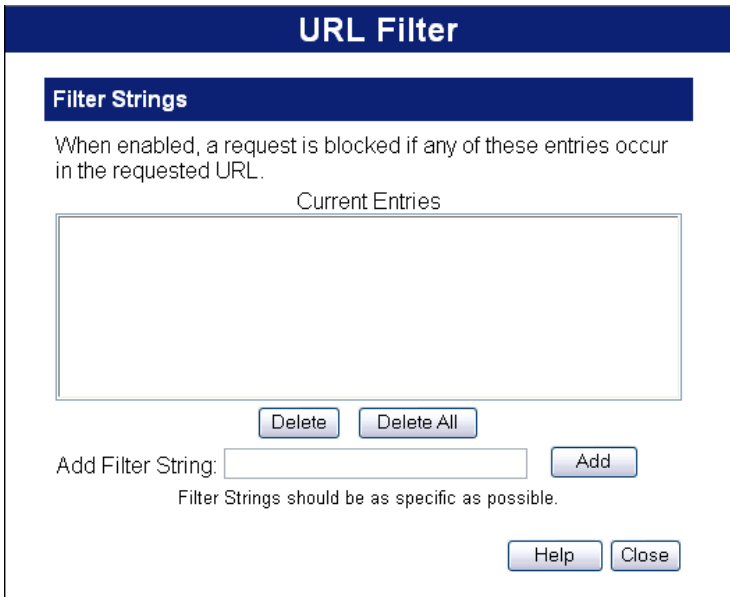 URL Filter
Filter Strings
When enabled, a request is blocked if any of these entries occur
in the requested URL.
Current Entries
Delete Delete All
Add Filter String: Add
Filter Strings should be as specific as possible.
Help Close